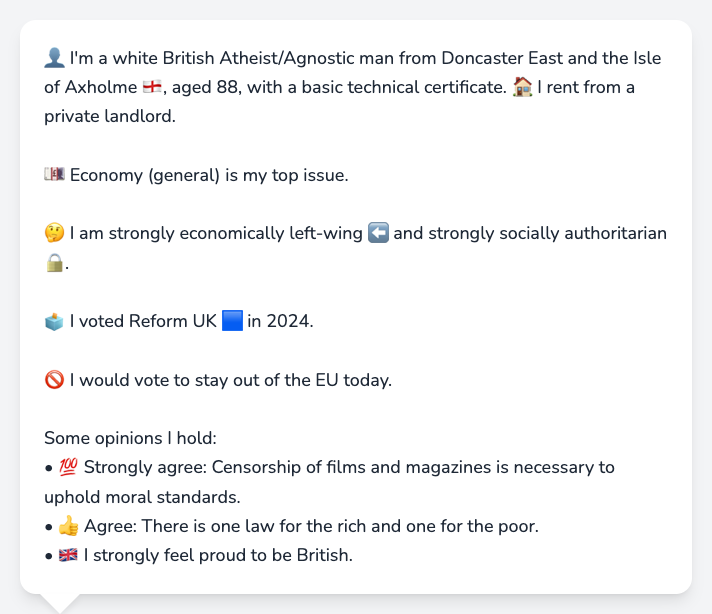 👤 I'm a white British Atheist/Agnostic man from Doncaster East and the Isle
of Axholme 🏴󠁧󠁢󠁥󠁮󠁧󠁿, aged 88, with a basic technical certificate. 🏠 I rent from a
private landlord.
💷 Economy (general) is my top issue.
🤔 I am strongly economically left-wing ⬅️ and strongly socially authoritarian
🔒.
🗳️ I voted Reform UK 🟦 in 2024.
🚫 I would vote to stay out of the EU today.
Some opinions I hold:
• 💯 Strongly agree: Censorship of films and magazines is necessary to
uphold moral standards.
• 👍 Agree: There is one law for the rich and one for the poor.
• 🇬🇧 I strongly feel proud to be British.